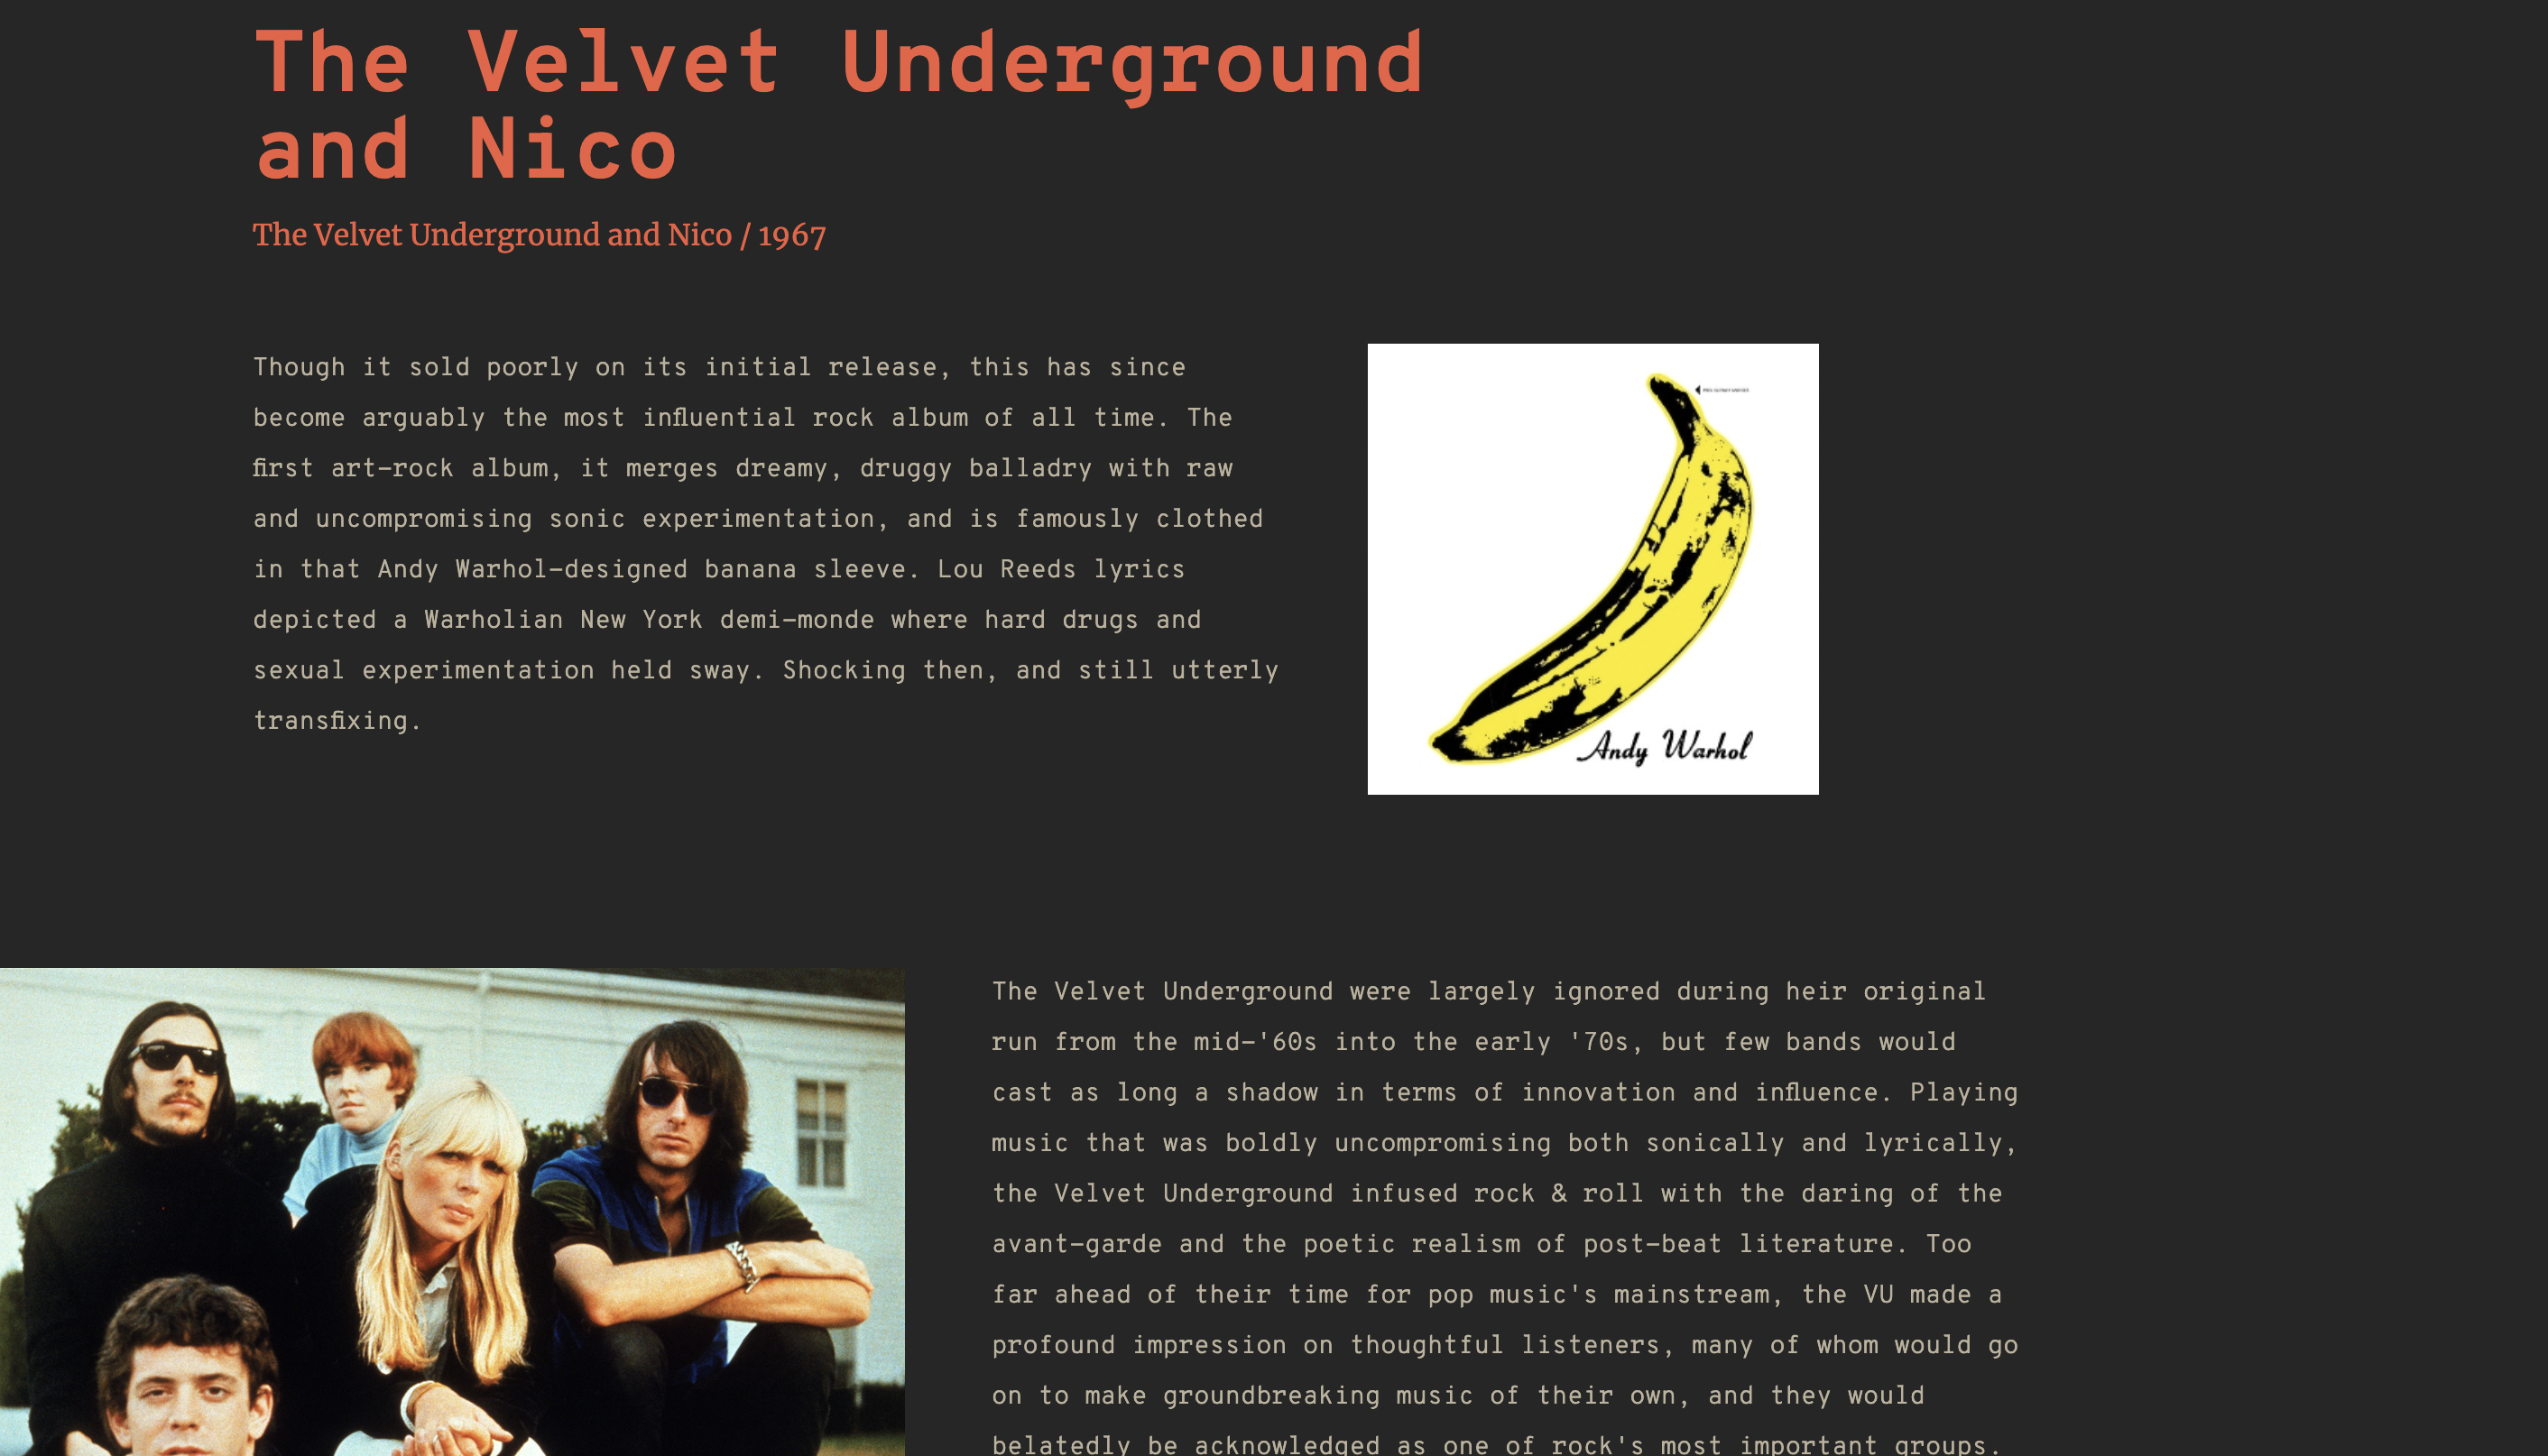 The Velvet Underground
and Nico
The Velvet Underground and Nico / 1967
Though it sold poorly on its initial release, this has since
become arguably the most influential rock album of all time. The
first art-rock album, it merges dreamy, druggy balladry with raw
and uncompromising sonic experimentation, and is famously clothed
in that Andy Warhol-designed banana sleeve. Lou Reeds lyrics
depicted a Warholian New York demi-monde where hard drugs and
sexual experimentation held sway. Shocking then, and still utterly
transfixing.
Andy Warhol
The Velvet Underground were largely ignored during heir original
run from the mid-'60s into the early '70s, but few bands would
cast as long a shadow in terms of innovation and influence. Playing
music that was boldly uncompromising both sonically and lyrically,
the Velvet Underground infused rock & roll with the daring of the
avant-garde and the poetic realism of post-beat literature. Too
far ahead of their time for pop music's mainstream, the VU made a
profound impression on thoughtful listeners, many of whom would go
on to make groundbreaking music of their own, and they would
belatedly be acknowledged as one of rock's most important groups.